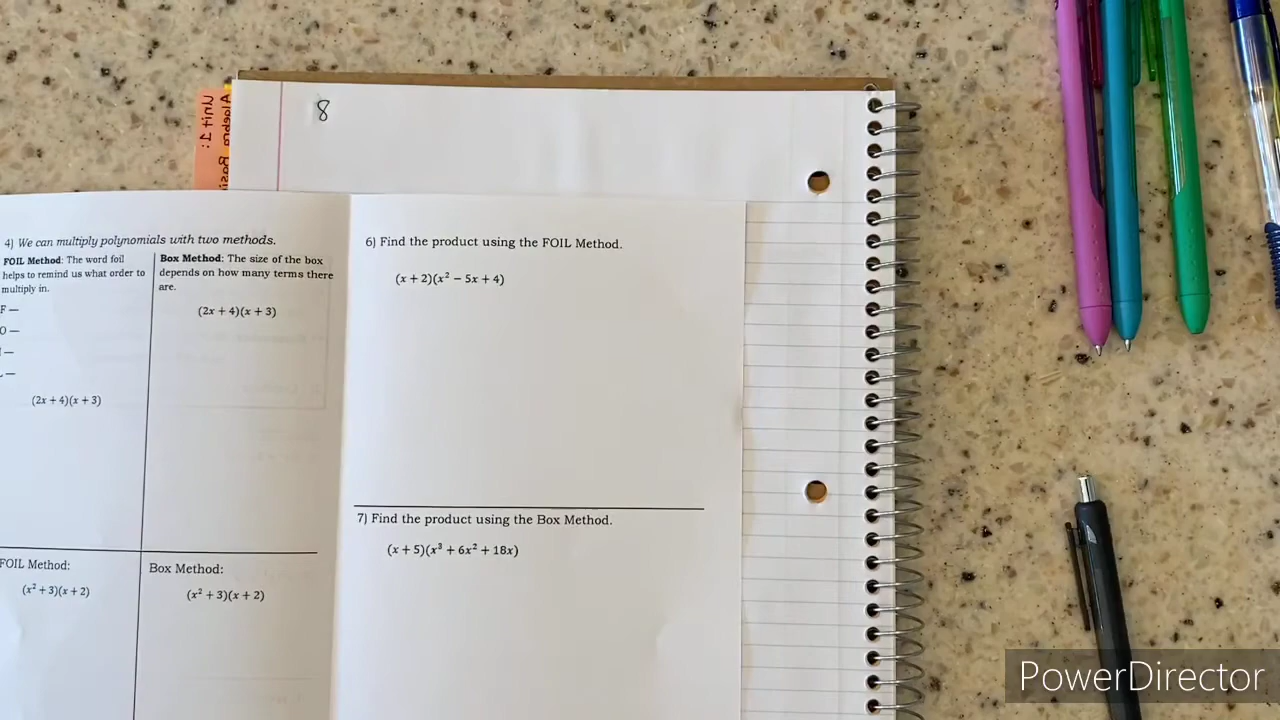 8
Unit 1:
Algebra Basi
4) We can multiply polynomials with two methods.
FOIL Method: The word foil
helps to remind us what order to
multiply in.
F —
O —
I —
L —
(2x + 4)(x + 3)
Box Method: The size of the box
depends on how many terms there
are.
(2x + 4)(x + 3)
FOIL Method:
(x² + 3)(x + 2)
Box Method:
(x² + 3)(x + 2)
6) Find the product using the FOIL Method.
(x + 2)(x² − 5x + 4)
7) Find the product using the Box Method.
(x + 5)(x³ + 6x² + 18x)
PowerDirector